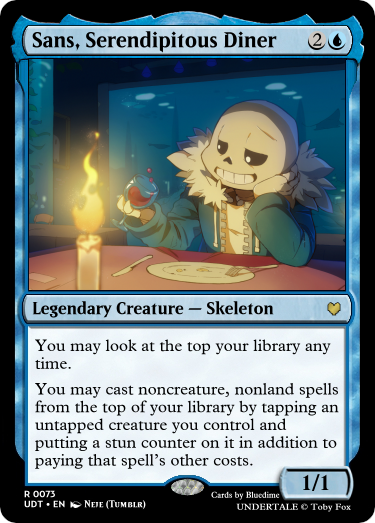 Sans, Serendipitous Diner 2
Legendary Creature — Skeleton
You may look at the top your library any
time.
You may cast noncreature, nonland spells
from the top of your library by tapping an
untapped creature you control and
putting a stun counter on it in addition to
paying that spell's other costs.
1/1
R 0073
UDT • EN Neie (Tumblr)
Cards by Bluedime
UNDERTALE © Toby Fox